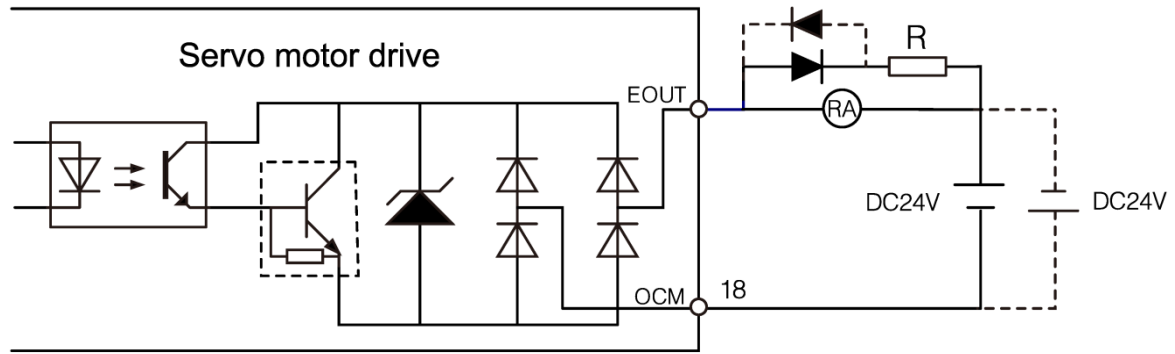 Servo motor drive
R
EOUT
RA
DC24V
DC24V
OCM
18